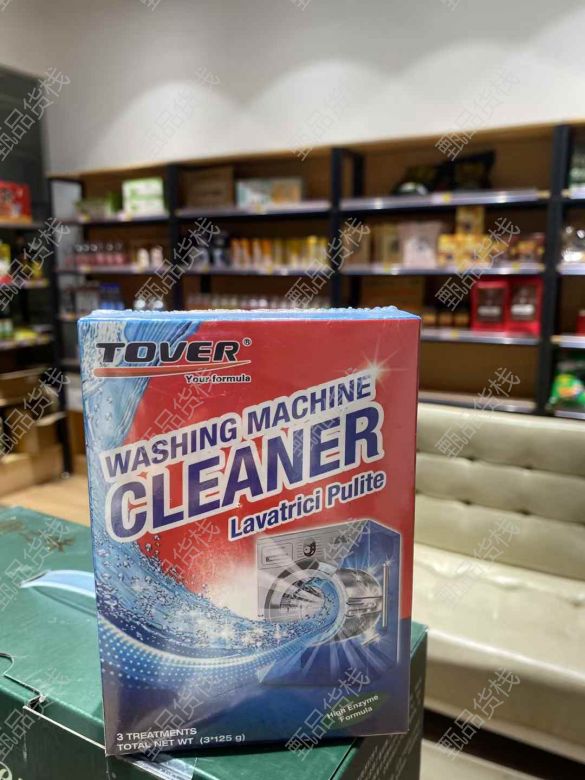 TOVER®
Your formula
WASHING MACHINE
CLEANER
Lavatrici Pulite
High Enzyme
Formula
3 TREATMENTS
TOTAL NET WT (3*125 g)
甄品货栈